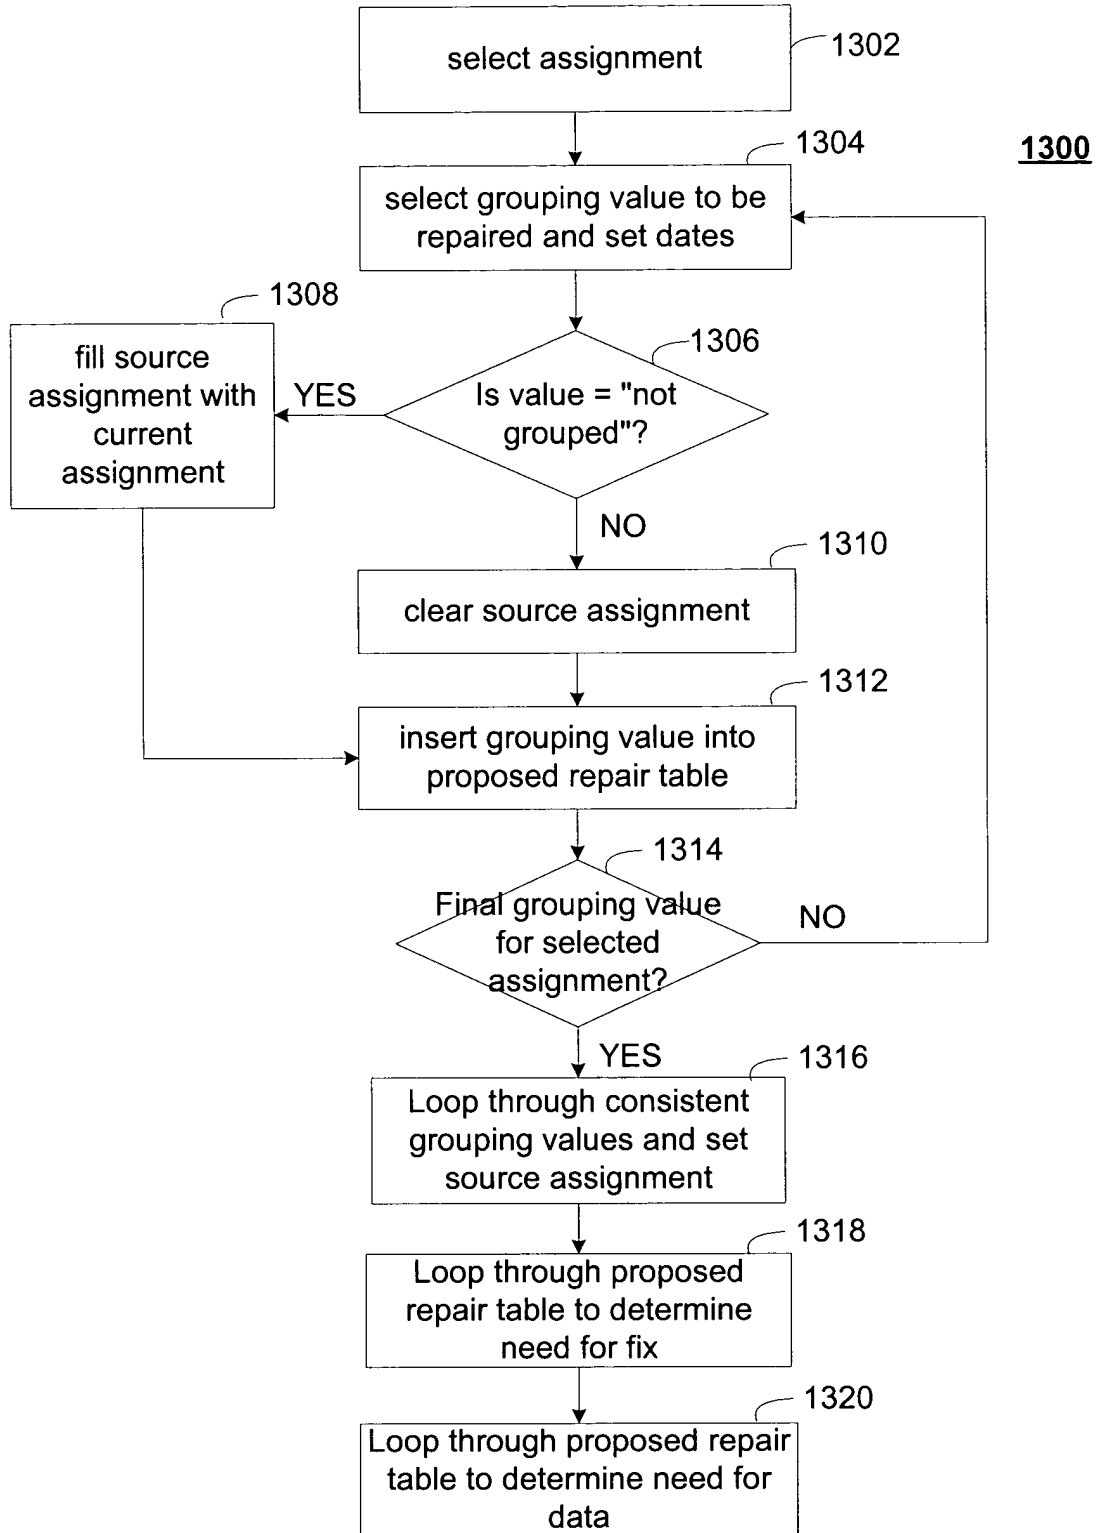 1302
select assignment
1304
1300
select grouping value to be
repaired and set dates
1308
1306
fill source
assignment with
current
assignment
YES
Is value = "not
grouped"?
NO
1310
clear source assignment
1312
insert grouping value into
proposed repair table
1314
Final grouping value
for selected
assignment?
NO
YES
1316
Loop through consistent
grouping values and set
source assignment
1318
Loop through proposed
repair table to determine
need for fix
1320
Loop through proposed repair
table to determine need for
data